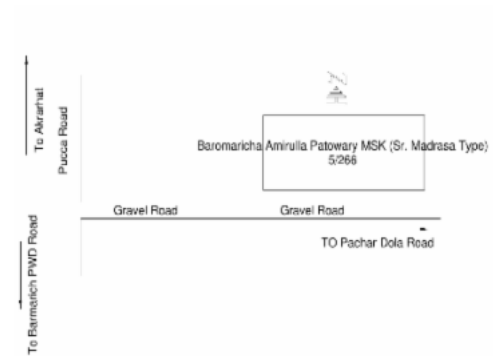 To Akrarhat
Pucca Road
Baromaricha Amirulla Patowary MSK (Sr. Madrasa Type)
5/266
Gravel Road
Gravel Road
TO Pachar Dola Road
To Barmarich PWD Road